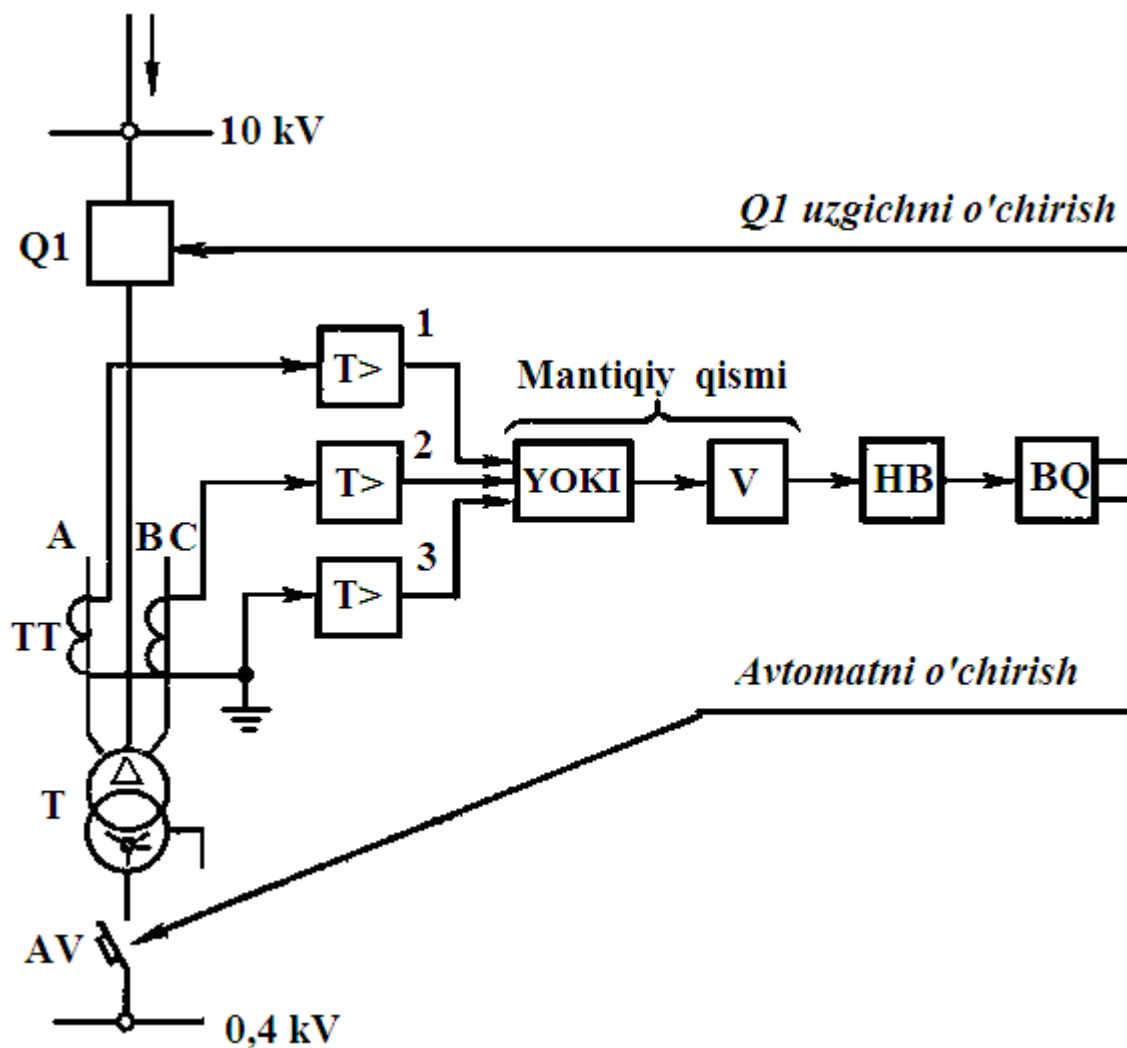 10 kV
Q1 uzgichni o'chirish
Q1
1
T>
Mantiqiy qismi
2
T>
YOKI
V
HB
BQ
A
B C
3
T>
TT
Avtomatni o'chirish
Δ
T
AV
0,4 kV